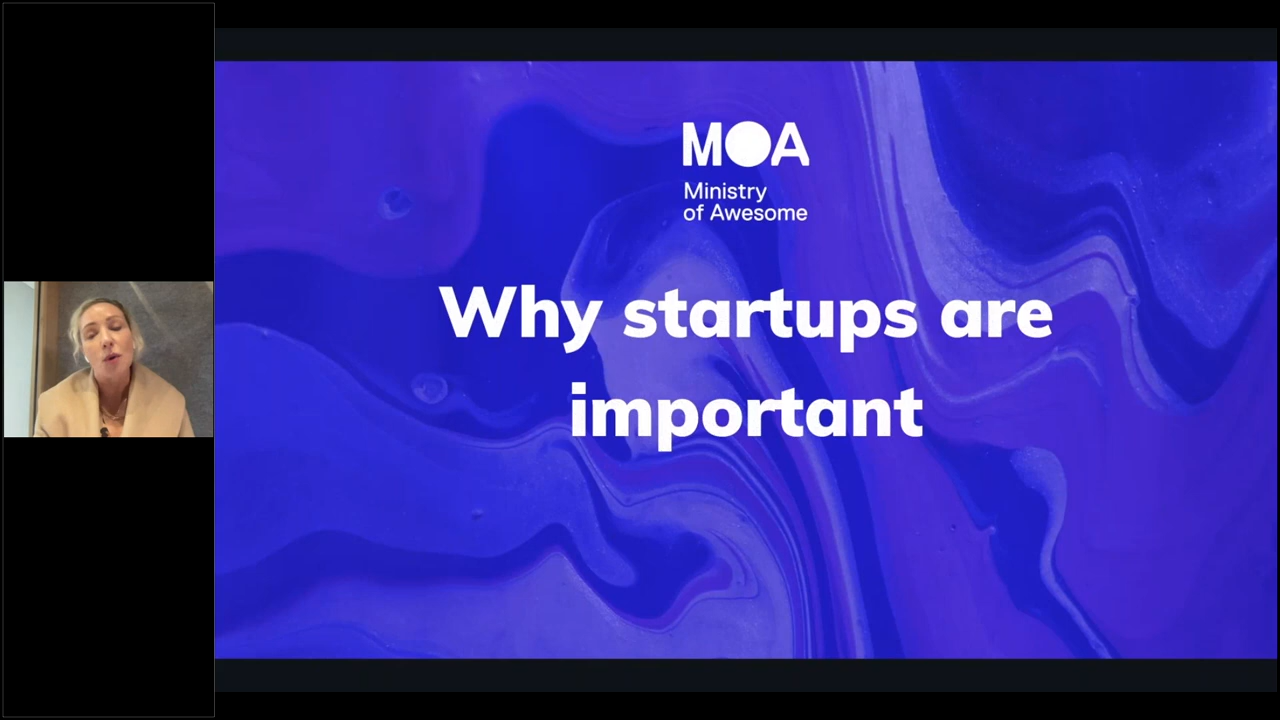 MOA
Ministry
of Awesome
Why startups are
important